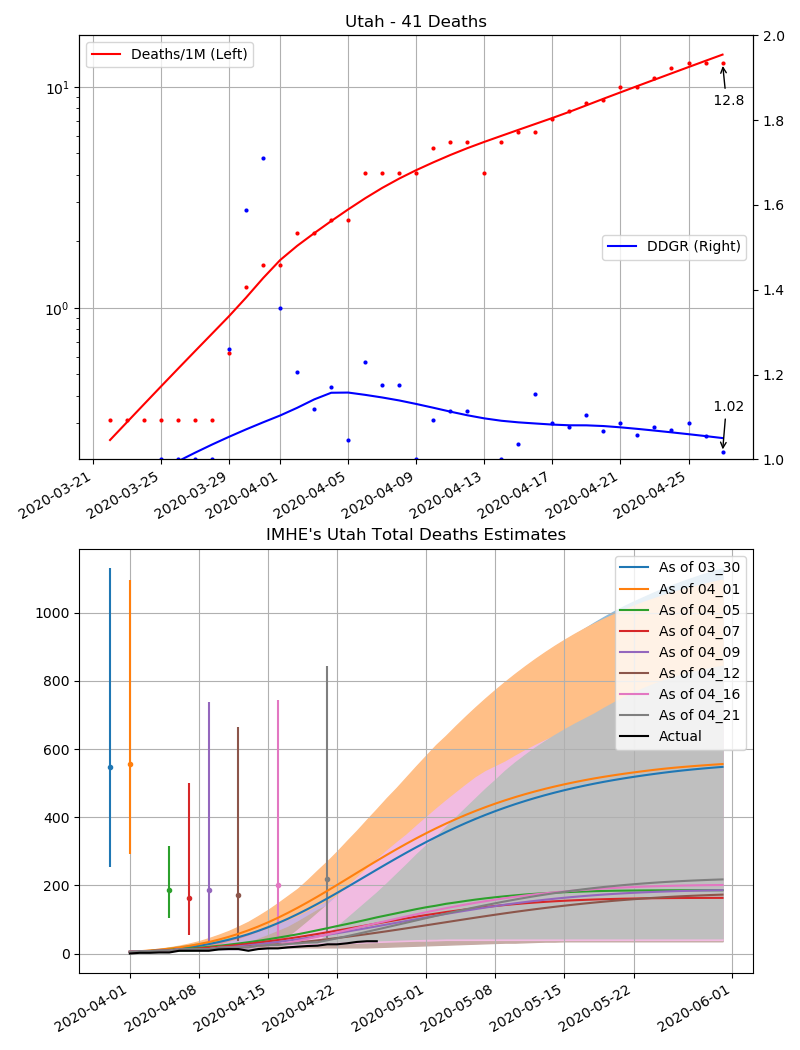 Utah - 41 Deaths
Deaths/1M (Left)
DDGR (Right)
12.8
1.02
10¹
10⁰
2.0
1.8
1.6
1.4
1.2
1.0
2020-03-21
2020-03-25
2020-03-29
2020-04-01
2020-04-05
2020-04-09
2020-04-13
2020-04-17
2020-04-21
2020-04-25
IMHE's Utah Total Deaths Estimates
1000
800
600
400
200
0
As of 03_30
As of 04_01
As of 04_05
As of 04_07
As of 04_09
As of 04_12
As of 04_16
As of 04_21
Actual
2020-04-01
2020-04-08
2020-04-15
2020-04-22
2020-05-01
2020-05-08
2020-05-15
2020-05-22
2020-06-01